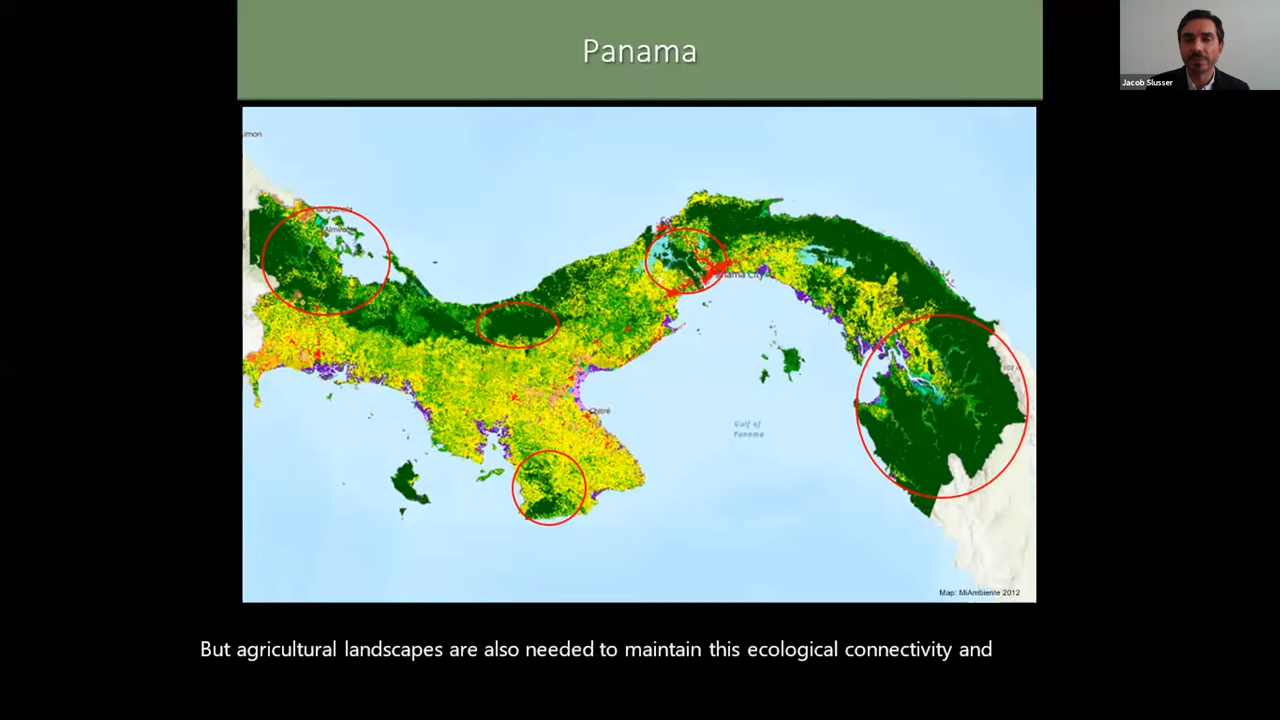 Panama
Jacob Slusser
Chitré
Gulf of
Panama
Map: MiAmbiente 2012
But agricultural landscapes are also needed to maintain this ecological connectivity and